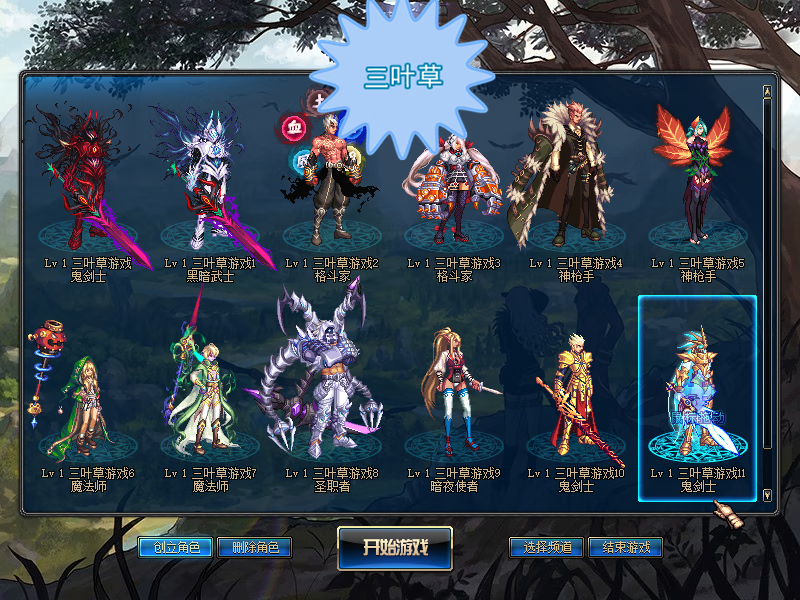 三叶草
血
Lv 1 三叶草游戏
鬼剑士
Lv 1 三叶草游戏1
黑暗武士
Lv 1 三叶草游戏2
格斗家
Lv 1 三叶草游戏3
格斗家
Lv 1 三叶草游戏4
神枪手
Lv 1 三叶草游戏5
神枪手
Lv 1 三叶草游戏6
魔法师
Lv 1 三叶草游戏7
魔法师
Lv 1 三叶草游戏8
圣职者
Lv 1 三叶草游戏9
暗夜使者
Lv 1 三叶草游戏10
鬼剑士
Lv 1 三叶草游戏11
鬼剑士
创立角色
删除角色
开始游戏
选择频道
结束游戏